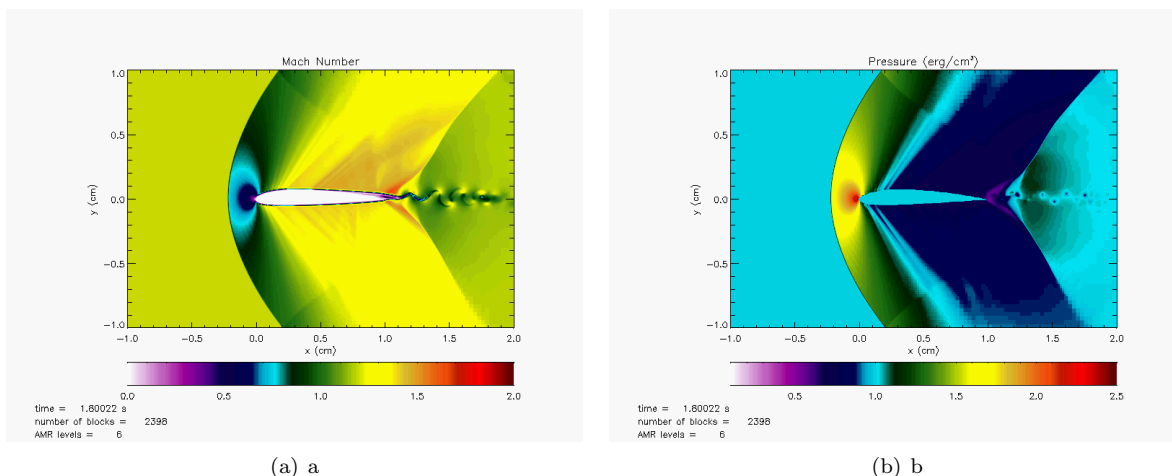 Mach Number
1.0
0.5
0.0
−0.5
−1.0
y (cm)
−1.0 −0.5 0.0 0.5 1.0 1.5 2.0
x (cm)
0.0 0.5 1.0 1.5 2.0
time = 1.80022 s
number of blocks = 2398
AMR levels = 6
(a) a
Pressure (erg/cm³)
1.0
0.5
0.0
−0.5
−1.0
y (cm)
−1.0 −0.5 0.0 0.5 1.0 1.5 2.0
x (cm)
0.5 1.0 1.5 2.0 2.5
time = 1.80022 s
number of blocks = 2398
AMR levels = 6
(b) b